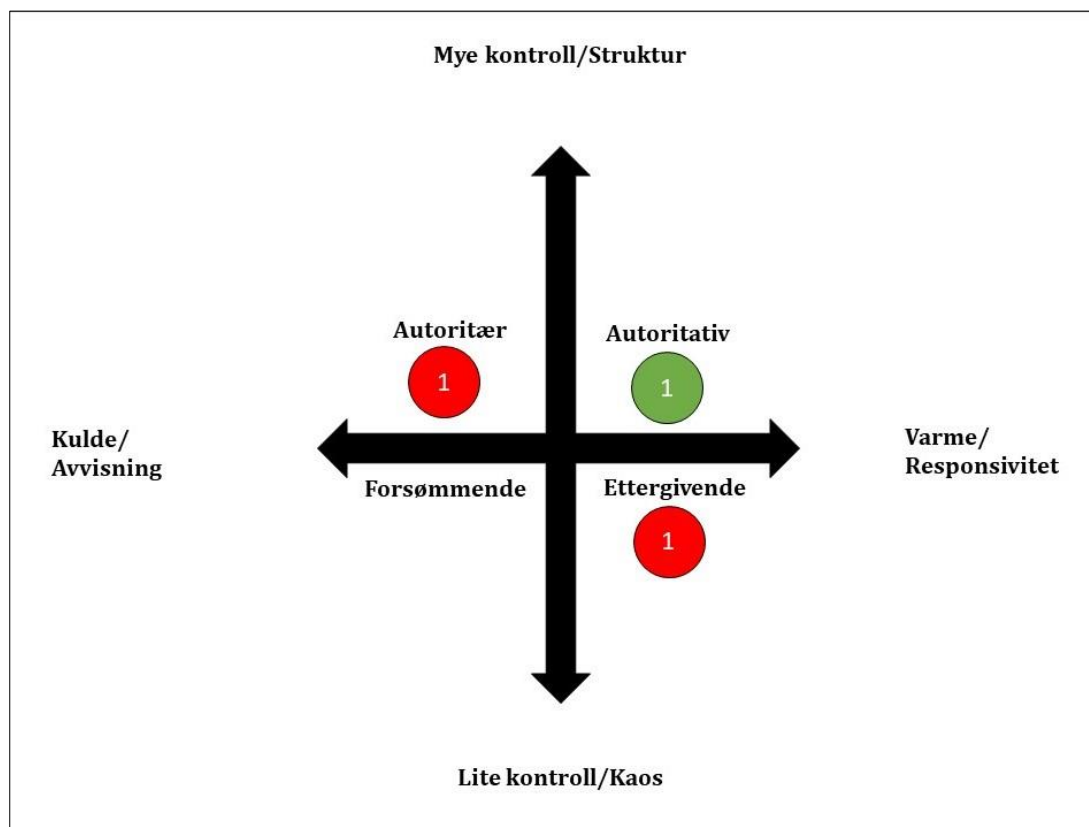 Mye kontroll/Struktur
Autoritær
Autoritativ
1
1
Kulde/
Avvisning
Varme/
Responsivitet
Forsømmende
Ettergivende
1
Lite kontroll/Kaos